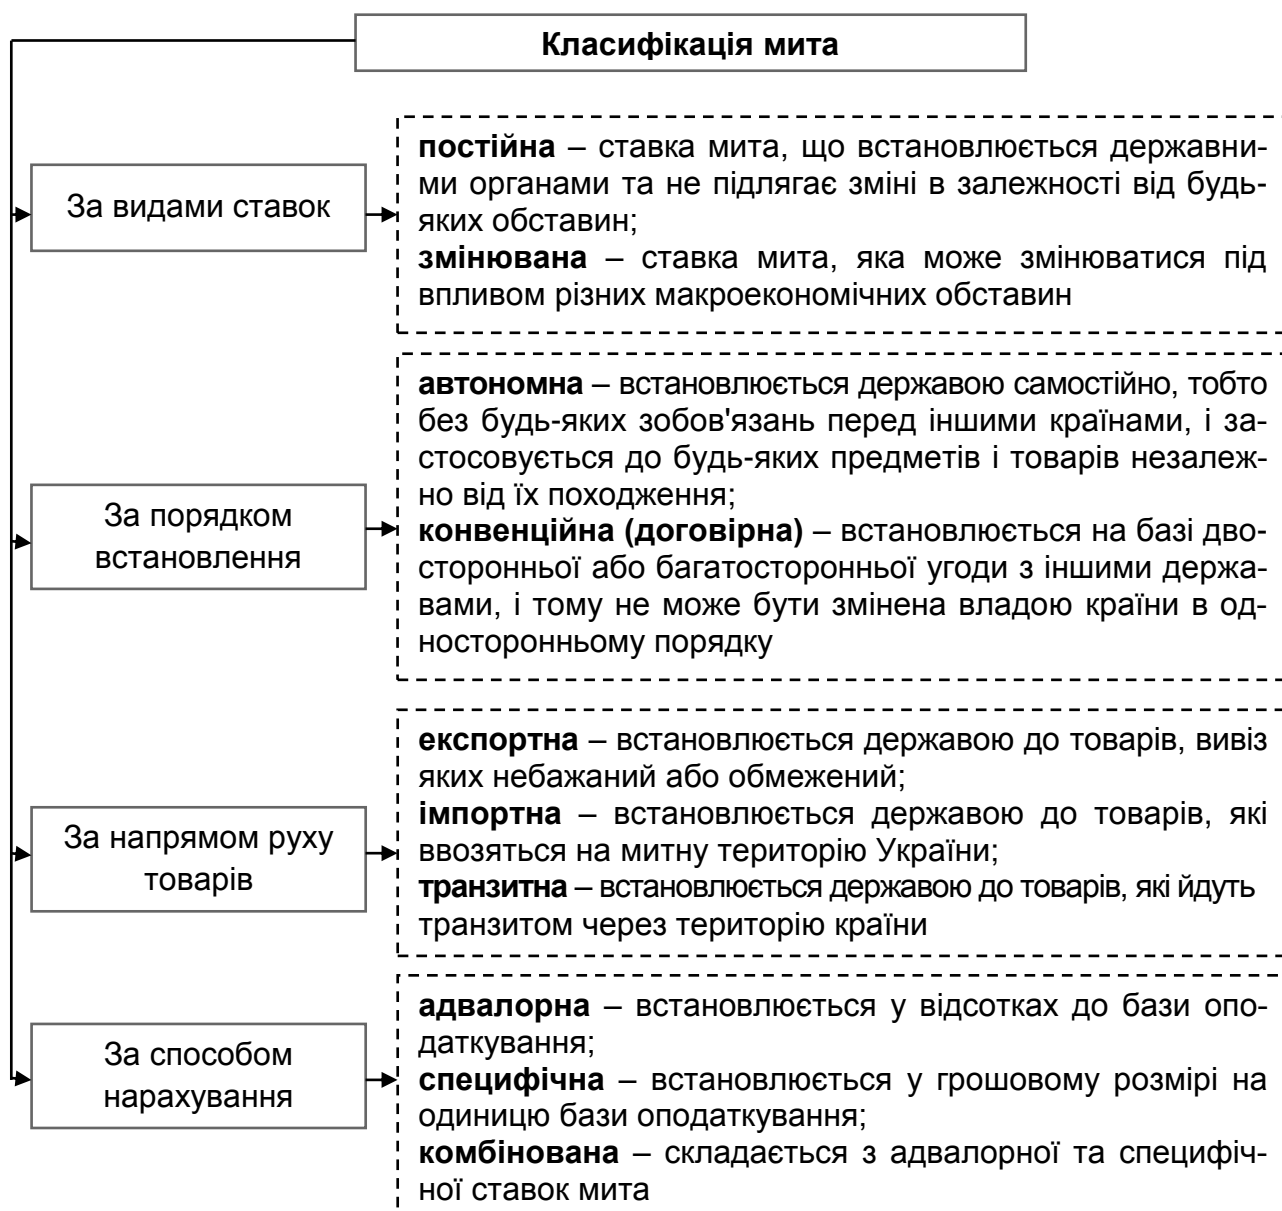 Класифікація мита
За видами ставок
постійна – ставка мита, що встановлюється державни-
ми органами та не підлягає зміні в залежності від будь-
яких обставин;
змінювана – ставка мита, яка може змінюватися під
впливом різних макроекономічних обставин
За порядком
встановлення
автономна – встановлюється державою самостійно, тобто
без будь-яких зобов'язань перед іншими країнами, і за-
стосовується до будь-яких предметів і товарів незалеж-
но від їх походження;
конвенційна (договірна) – встановлюється на базі дво-
сторонньої або багатосторонньої угоди з іншими держа-
вами, і тому не може бути змінена владою країни в од-
носторонньому порядку
За напрямом руху
товарів
експортна – встановлюється державою до товарів, вивіз
яких небажаний або обмежений;
імпортна – встановлюється державою до товарів, які
ввозяться на митну територію України;
транзитна – встановлюється державою до товарів, які йдуть
транзитом через територію країни
За способом
нарахування
адвалорна – встановлюється у відсотках до бази опо-
даткування;
специфічна – встановлюється у грошовому розмірі на
одиницю бази оподаткування;
комбінована – складається з адвалорної та специфіч-
ної ставок мита